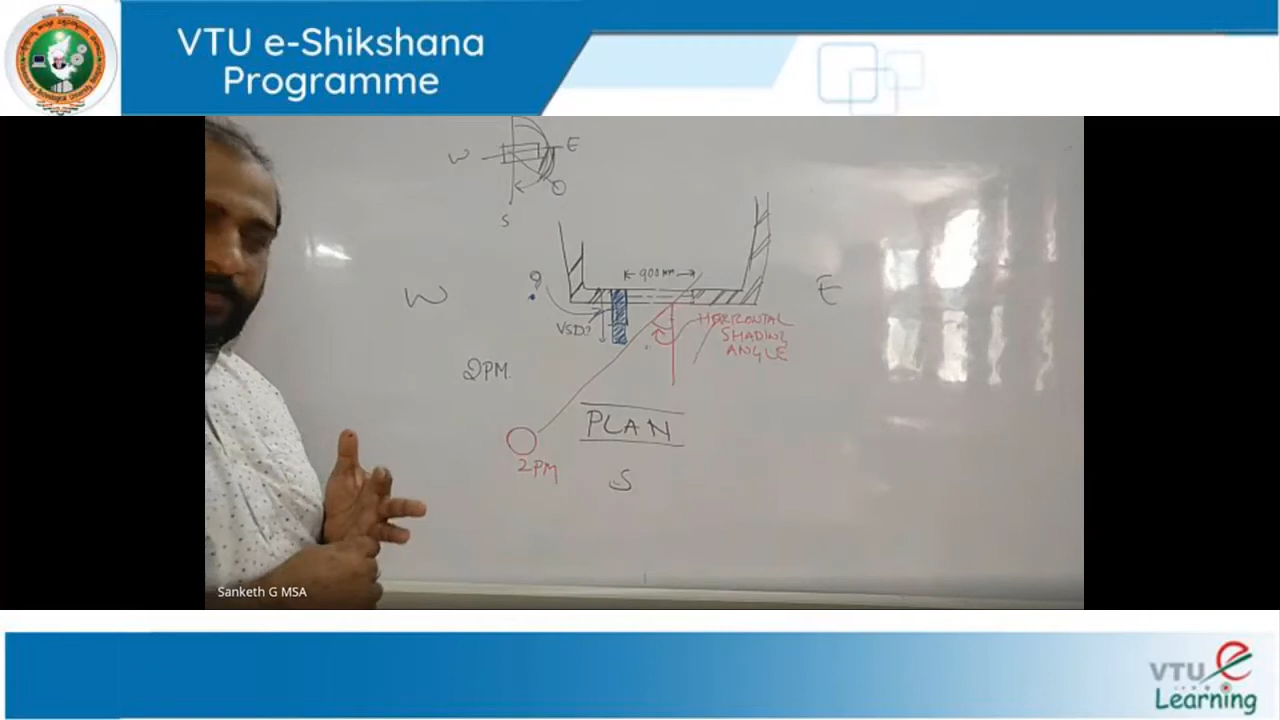 VTU e-Shikshana
Programme
W
E
S
900 mm
W
?
E
VSD?
HORIZONTAL
SHADING
ANGLE
2PM
PLAN
2PM
S
Sanketh G MSA
VTU e
Learning